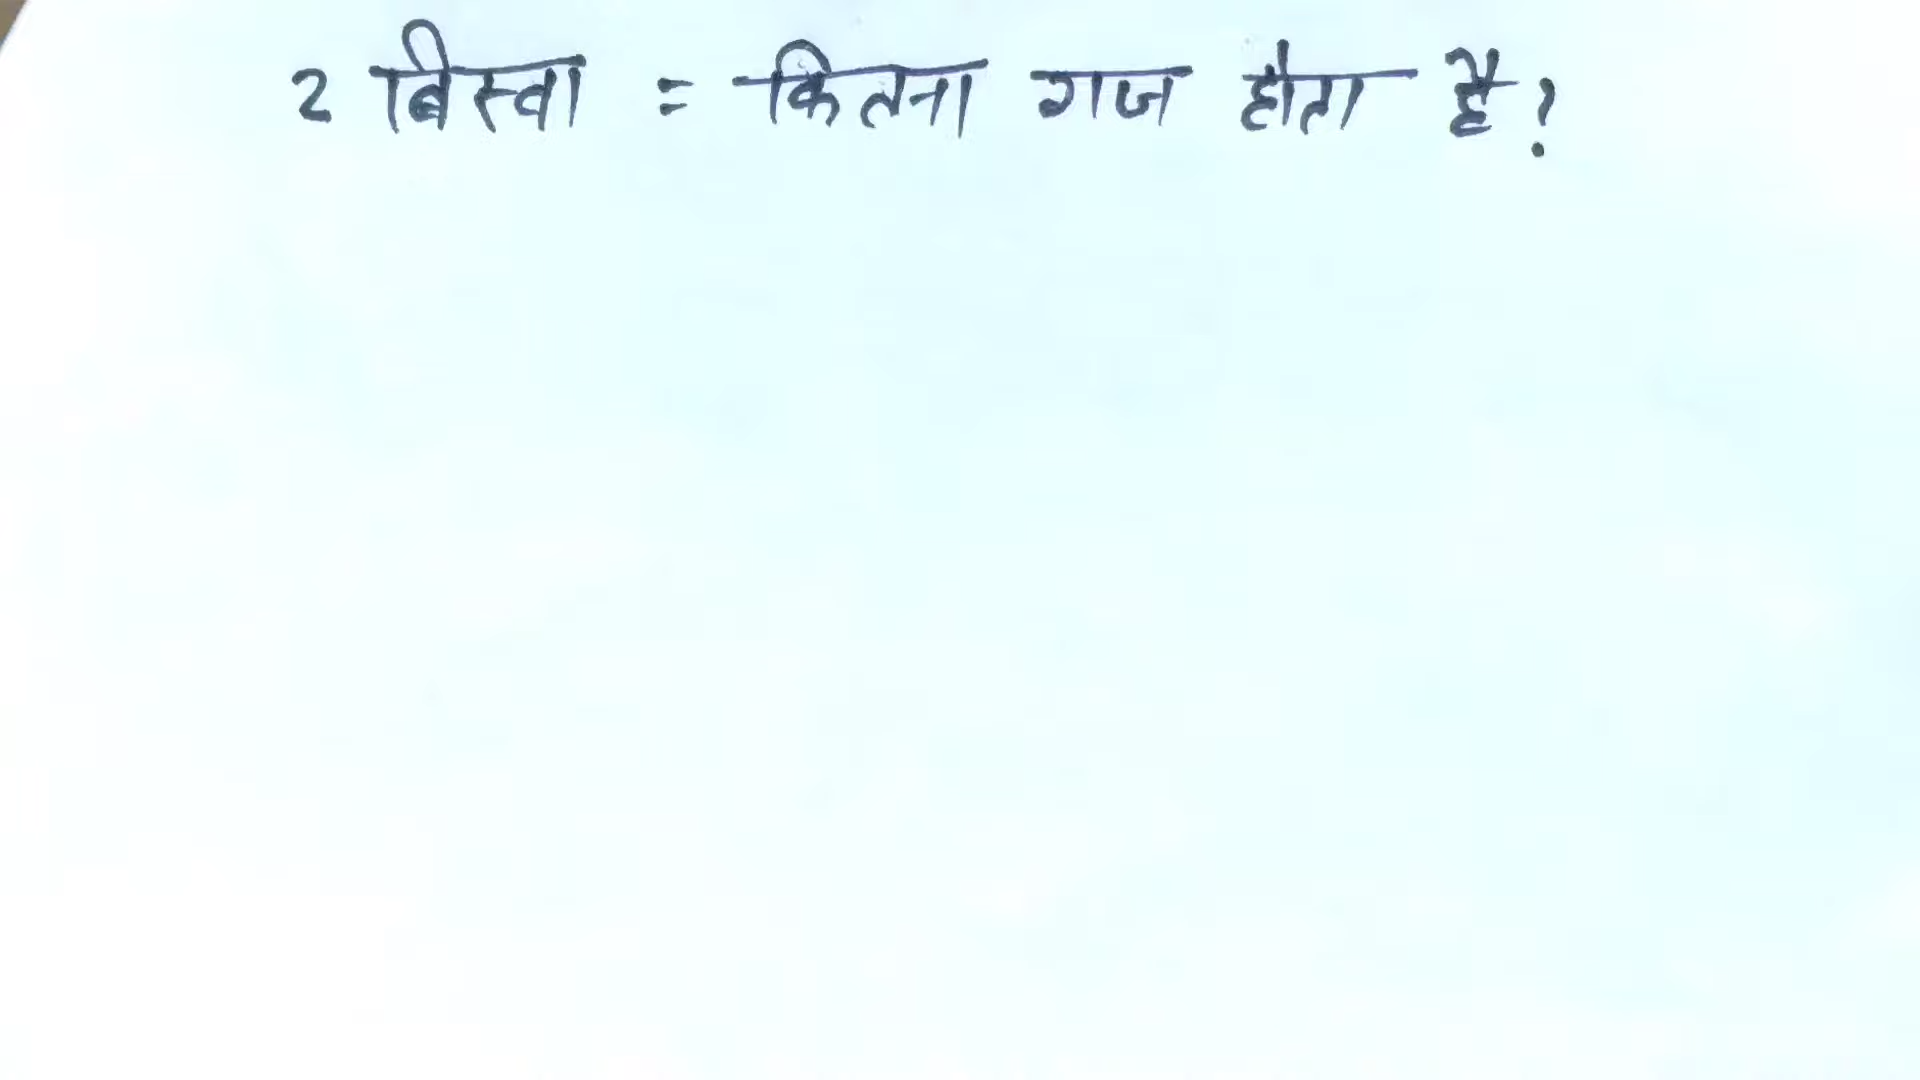 2 बिस्वा = कितना गज होता है?